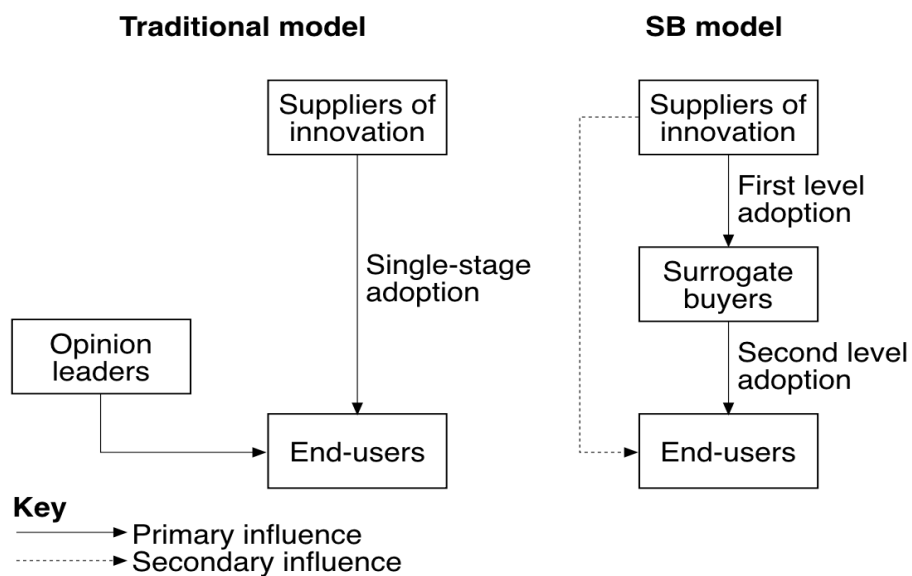 Traditional model
Suppliers of
innovation
Single-stage
adoption
Opinion
leaders
End-users
SB model
Suppliers of
innovation
First level
adoption
Surrogate
buyers
Second level
adoption
End-users
Key
Primary influence
Secondary influence